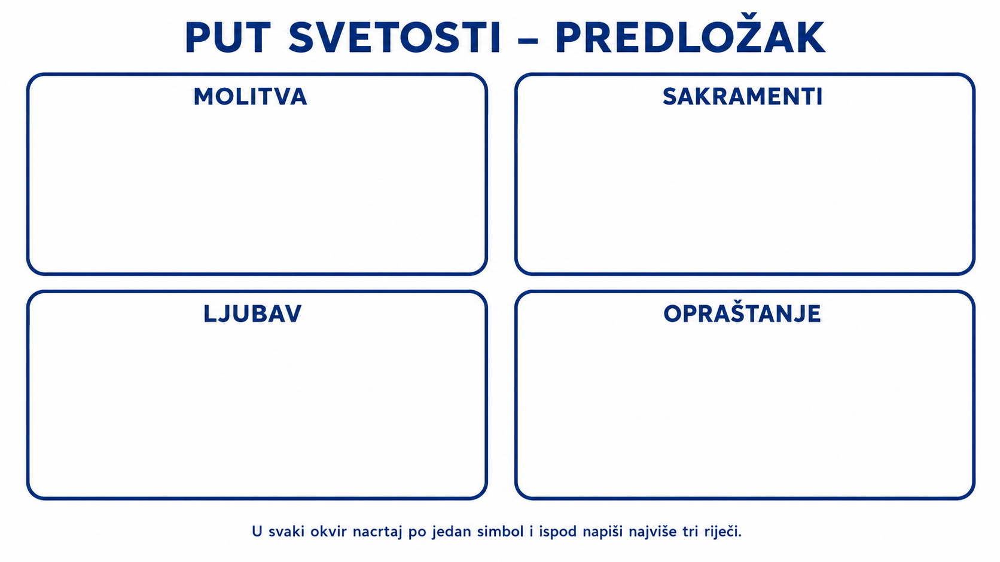 PUT SVETOSTI – PREDLOŽAK
MOLITVA
SAKRAMENTI
LJUBAV
OPRAŠTANJE
U svaki okvir nacrtaj po jedan simbol i ispod napiši najviše tri riječi.